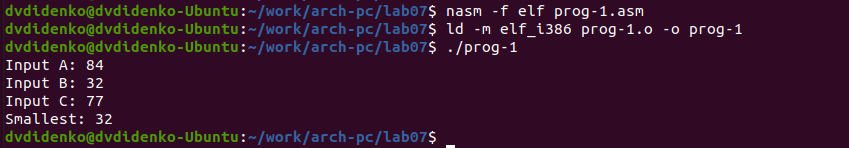 dvdidenko@dvdidenko-Ubuntu:~/work/arch-pc/lab07$ nasm -f elf prog-1.asm
dvdidenko@dvdidenko-Ubuntu:~/work/arch-pc/lab07$ ld -m elf_i386 prog-1.o -o prog-1
dvdidenko@dvdidenko-Ubuntu:~/work/arch-pc/lab07$ ./prog-1
Input A: 84
Input B: 32
Input C: 77
Smallest: 32
dvdidenko@dvdidenko-Ubuntu:~/work/arch-pc/lab07$